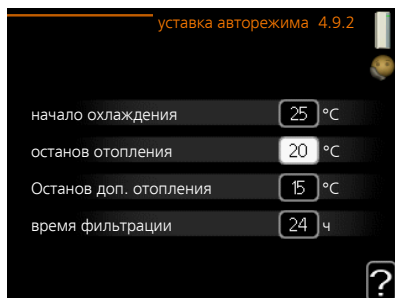 уставка авторежима 4.9.2
начало охлаждения 25 °C
останов отопления 20 °C
Останов доп. отопления 15 °C
время фильтрации 24 ч
?